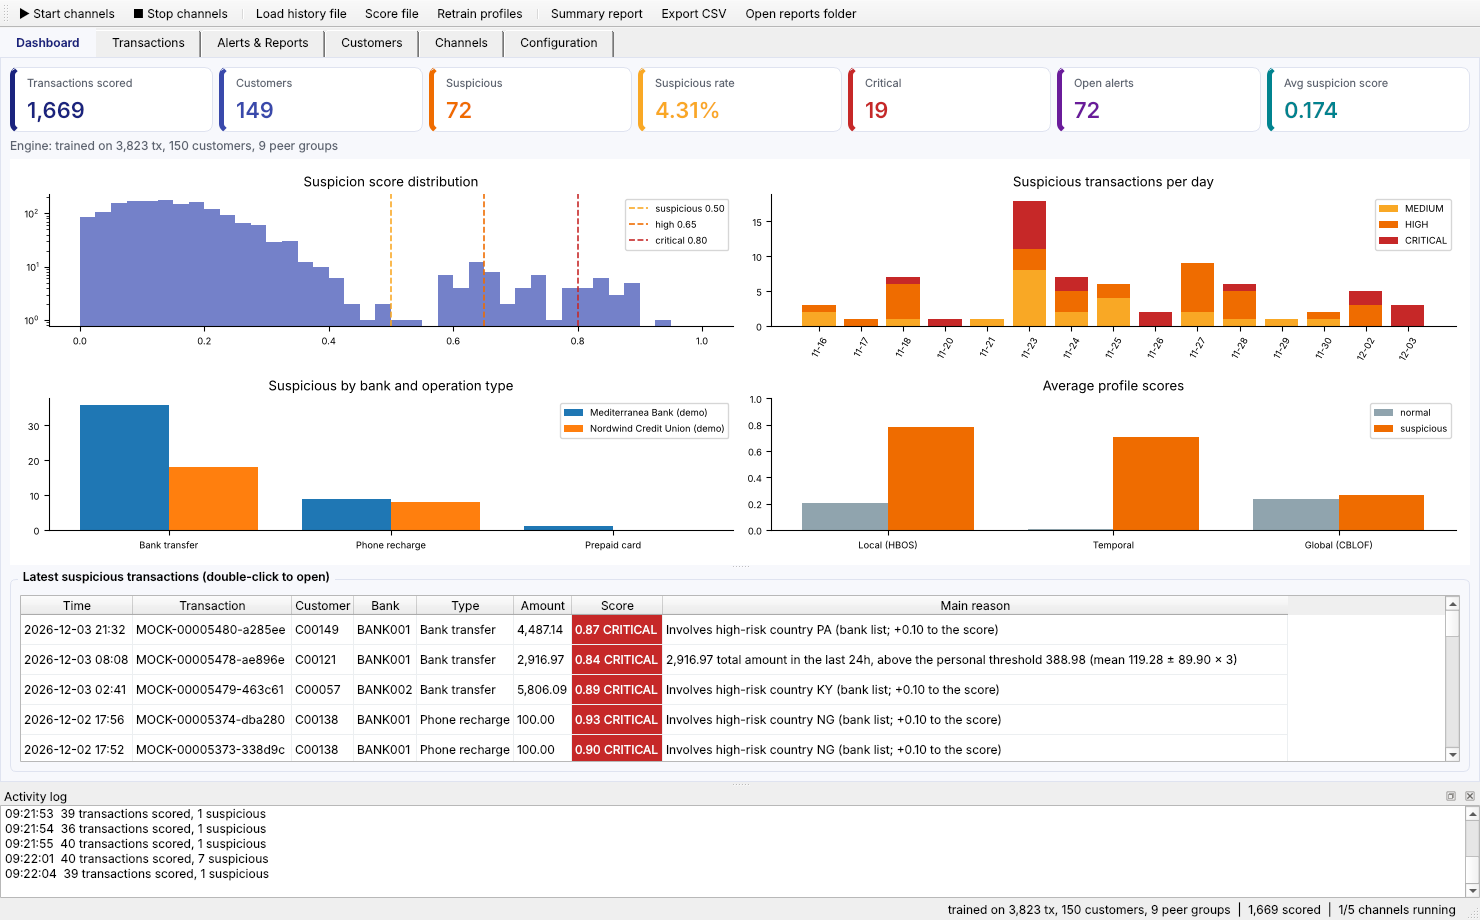 ▶ Start channels ■ Stop channels Load history file Score file Retrain profiles Summary report Export CSV Open reports folder
Dashboard Transactions Alerts & Reports Customers Channels Configuration
Transactions scored Customers Suspicious Suspicious rate Critical Open alerts Avg suspicion score
1,669 149 72 4.31% 19 72 0.174
Engine: trained on 3,823 tx, 150 customers, 9 peer groups
Suspicion score distribution
10² 10¹ 10⁰
suspicious 0.50
high 0.65
critical 0.80
0.0 0.2 0.4 0.6 0.8 1.0
Suspicious transactions per day
15
10
5
0
MEDIUM
HIGH
CRITICAL
11-16 11-17 11-18 11-20 11-21 11-23 11-24 11-25 11-26 11-27 11-28 11-29 11-30 12-02 12-03
Suspicious by bank and operation type
30
20
10
0
Mediterranea Bank (demo)
Nordwind Credit Union (demo)
Bank transfer Phone recharge Prepaid card
Average profile scores
1.0
0.8
0.6
0.4
0.2
0.0
normal
suspicious
Local (HBOS) Temporal Global (CBLOF)
Latest suspicious transactions (double-click to open)
Time Transaction Customer Bank Type Amount Score Main reason
2026-12-03 21:32 MOCK-00005480-a285ee C00149 BANK001 Bank transfer 4,487.14 0.87 CRITICAL Involves high-risk country PA (bank list; +0.10 to the score)
2026-12-03 08:08 MOCK-00005478-ae896e C00121 BANK001 Bank transfer 2,916.97 0.84 CRITICAL 2,916.97 total amount in the last 24h, above the personal threshold 388.98 (mean 119.28 ± 89.90 × 3)
2026-12-03 02:41 MOCK-00005479-463c61 C00057 BANK002 Bank transfer 5,806.09 0.89 CRITICAL Involves high-risk country KY (bank list; +0.10 to the score)
2026-12-02 17:56 MOCK-00005374-dba280 C00138 BANK001 Phone recharge 100.00 0.93 CRITICAL Involves high-risk country NG (bank list; +0.10 to the score)
2026-12-02 17:52 MOCK-00005373-338d9c C00138 BANK001 Phone recharge 100.00 0.90 CRITICAL Involves high-risk country NG (bank list; +0.10 to the score)
Activity log
09:21:53 39 transactions scored, 1 suspicious
09:21:54 36 transactions scored, 1 suspicious
09:21:55 40 transactions scored, 1 suspicious
09:22:01 40 transactions scored, 7 suspicious
09:22:04 39 transactions scored, 1 suspicious
trained on 3,823 tx, 150 customers, 9 peer groups | 1,669 scored | 1/5 channels running